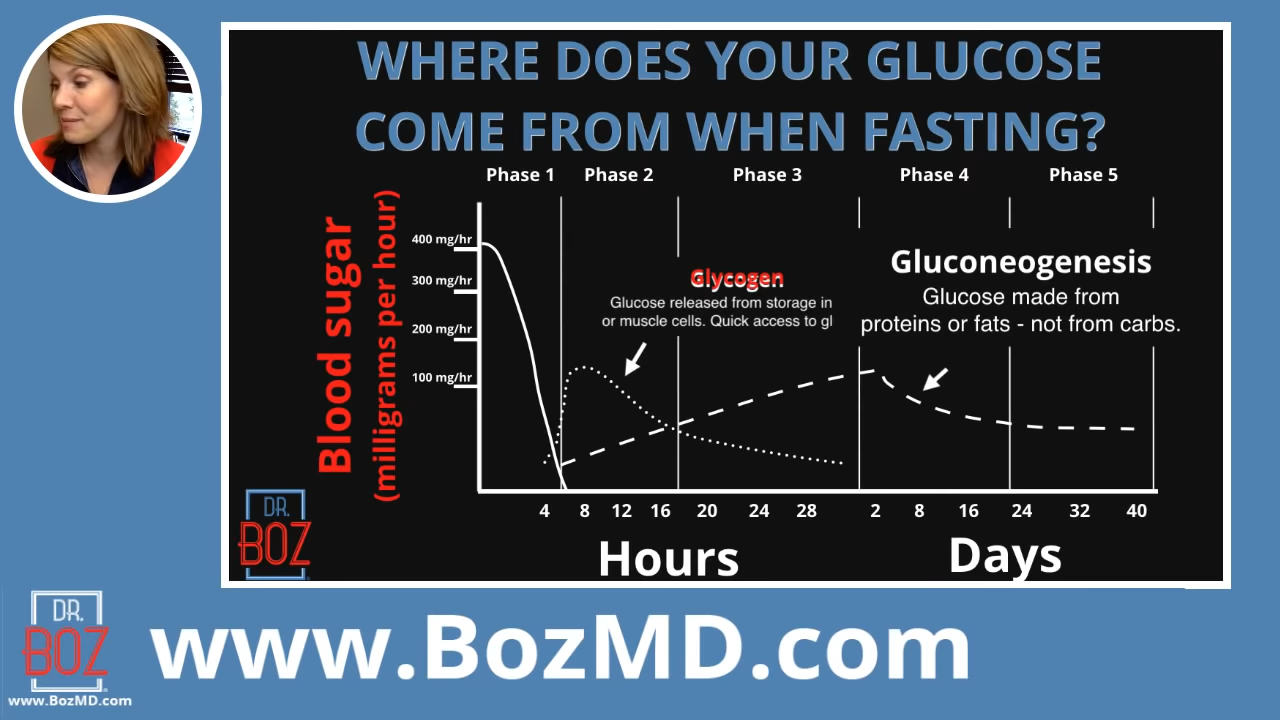 WHERE DOES YOUR GLUCOSE
COME FROM WHEN FASTING?
Phase 1 Phase 2 Phase 3 Phase 4 Phase 5
Blood sugar
(milligrams per hour)
400 mg/hr
300 mg/hr
200 mg/hr
100 mg/hr
Glycogen
Glucose released from storage in
or muscle cells. Quick access to gl
Gluconeogenesis
Glucose made from
proteins or fats - not from carbs.
4 8 12 16 20 24 28 2 8 16 24 32 40
Hours Days
DR.
BOZ
DR.
BOZ
www.BozMD.com
www.BozMD.com